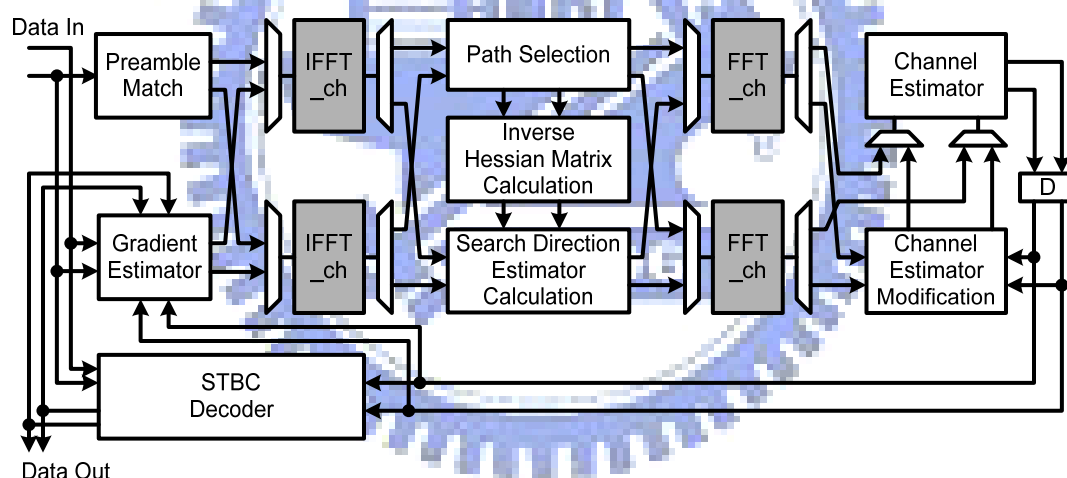 Data In
Preamble
Match
IFFT
_ch
Path Selection
FFT
_ch
Channel
Estimator
Inverse
Hessian Matrix
Calculation
D
Gradient
Estimator
IFFT
_ch
Search Direction
Estimator
Calculation
FFT
_ch
Channel
Estimator
Modification
STBC
Decoder
Data Out